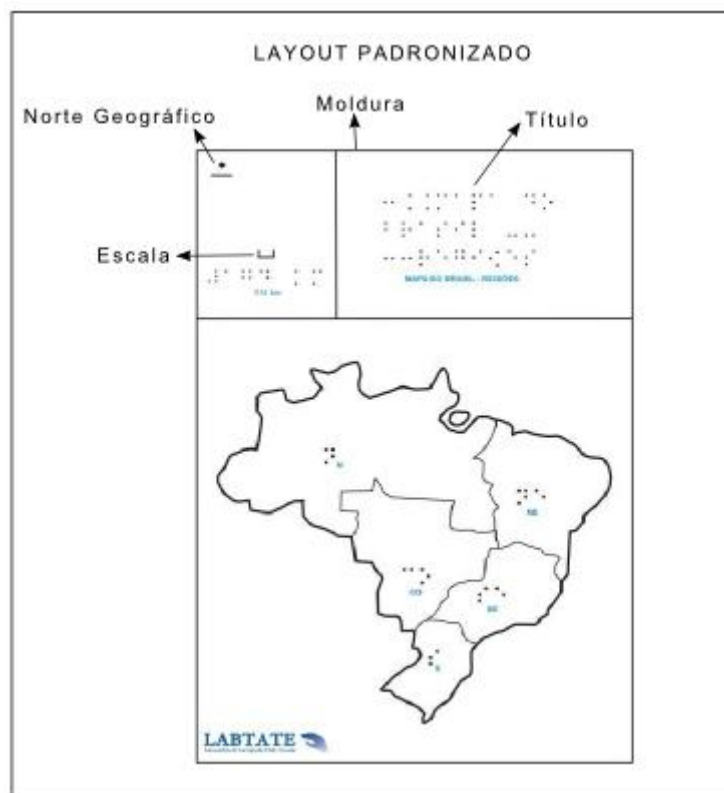 LAYOUT PADRONIZADO
Moldura
Norte Geográfico
Título
Escala
MAPA DO BRASIL - REGIÕES
N
NE
CO
SE
S
LABTATE